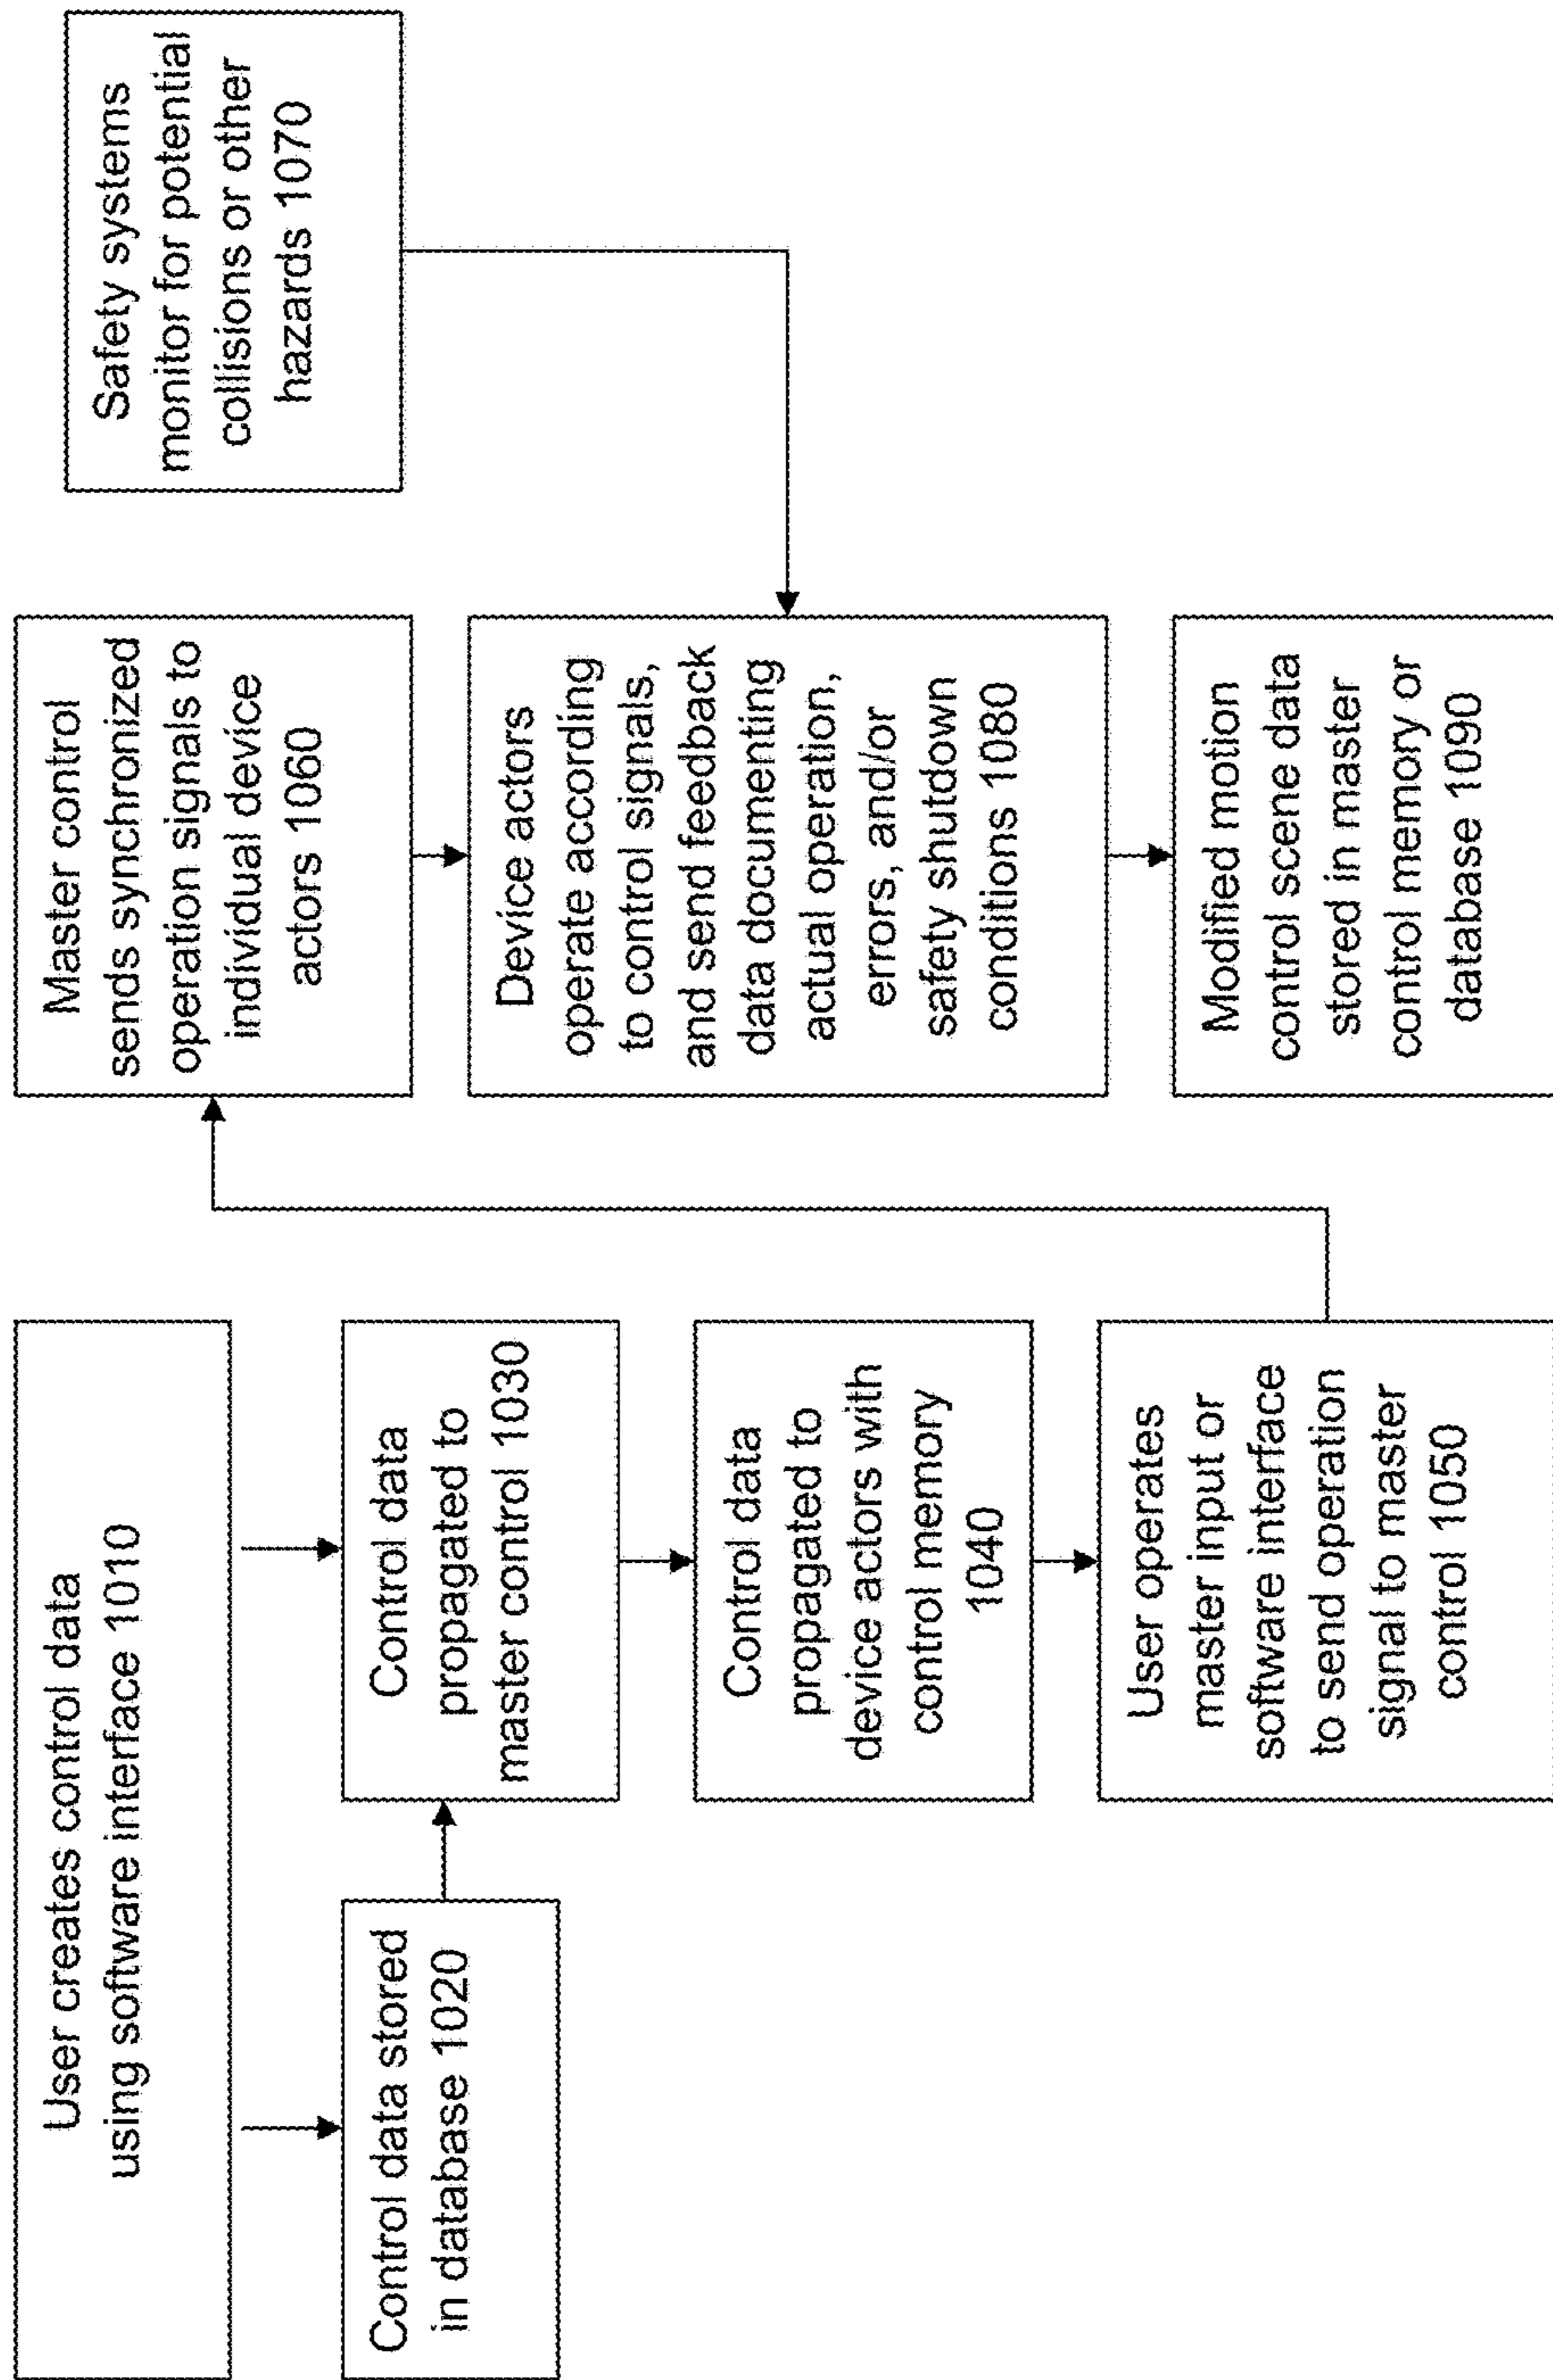 User creates control data
using software interface 1010
Control data stored
in database 1020
Control data
propagated to
master control 1030
Control data
propagated to
device actors with
control memory
1040
User operates
master input or
software interface
to send operation
signal to master
control 1050
Master control
sends synchronized
operation signals to
individual device
actors 1060
Safety systems
monitor for potential
collisions or other
hazards 1070
Device actors
operate according
to control signals,
and send feedback
data documenting
actual operation,
errors, and/or
safety shutdown
conditions 1080
Modified motion
control scene data
stored in master
control memory or
database 1090